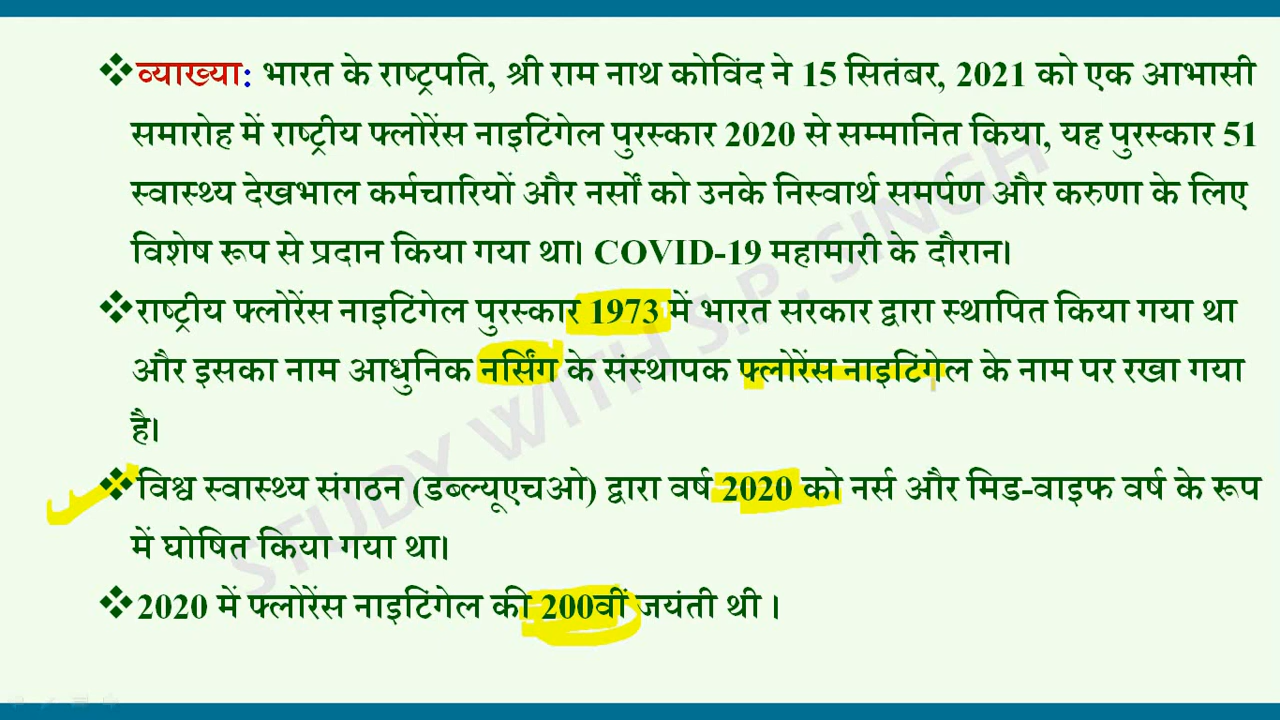 ❖व्याख्या: भारत के राष्ट्रपति, श्री राम नाथ कोविंद ने 15 सितंबर, 2021 को एक आभासी
समारोह में राष्ट्रीय फ्लोरेंस नाइटिंगेल पुरस्कार 2020 से सम्मानित किया, यह पुरस्कार 51
स्वास्थ्य देखभाल कर्मचारियों और नर्सों को उनके निस्वार्थ समर्पण और करुणा के लिए
विशेष रूप से प्रदान किया गया था। COVID-19 महामारी के दौरान।
❖राष्ट्रीय फ्लोरेंस नाइटिंगेल पुरस्कार 1973 में भारत सरकार द्वारा स्थापित किया गया था
और इसका नाम आधुनिक नर्सिंग के संस्थापक फ्लोरेंस नाइटिंगेल के नाम पर रखा गया
है।
❖विश्व स्वास्थ्य संगठन (डब्ल्यूएचओ) द्वारा वर्ष 2020 को नर्स और मिड-वाइफ वर्ष के रूप
में घोषित किया गया था।
❖2020 में फ्लोरेंस नाइटिंगेल की 200वीं जयंती थी ।
STUDY WITH S.P. SINGH